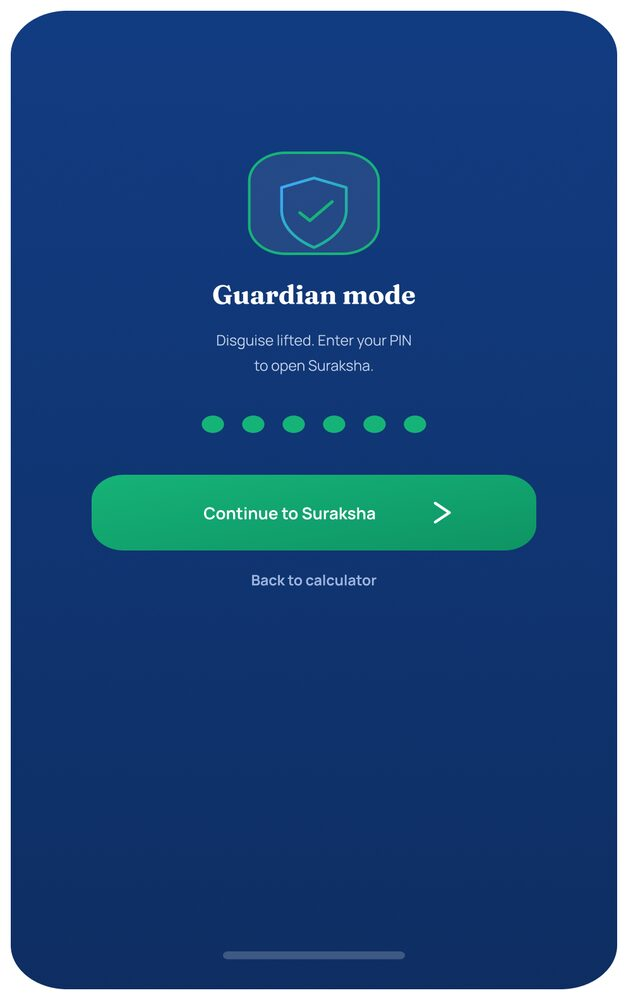 Guardian mode
Disguise lifted. Enter your PIN
to open Suraksha.
Continue to Suraksha
Back to calculator